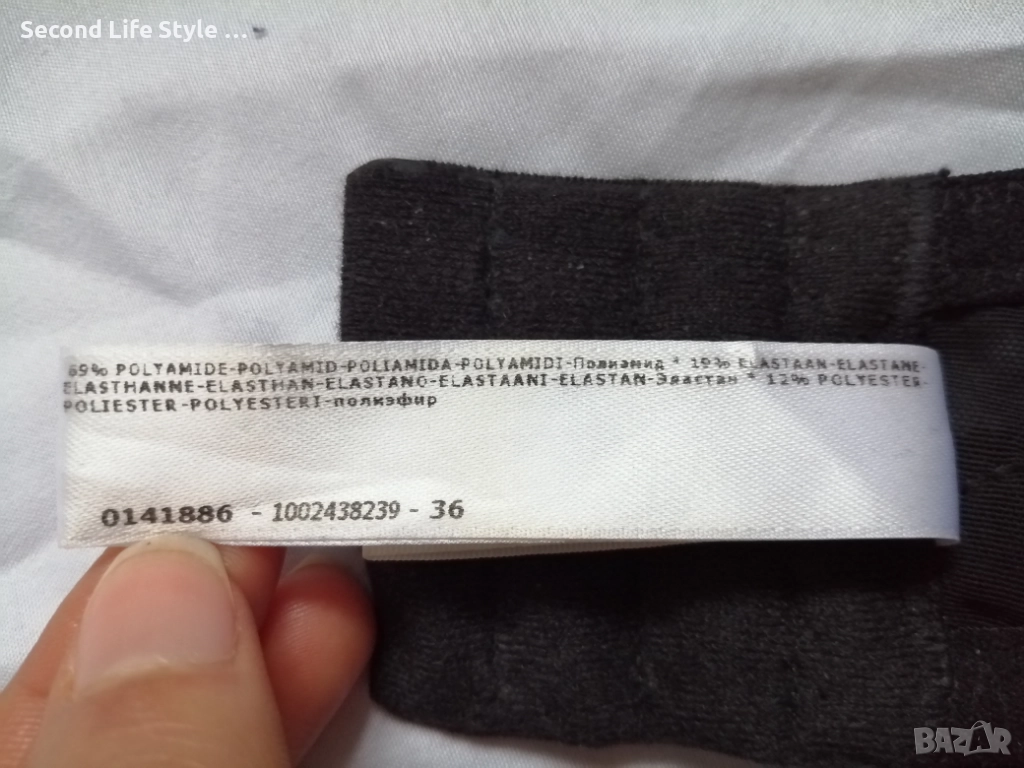 Second Life Style ...
69% POLYAMIDE-POLYAMID-POLIAMIDA-POLYAMIDI-Полиамид * 19% ELASTAAN-ELASTANE-
ELASTHANNE-ELASTHAN-ELASTANO-ELASTAANI-ELASTAN-Эластан * 12% POLYESTER-
POLIESTER-POLYESTERI-полиэфир
0141886 - 1002438239 - 36
BAZAR